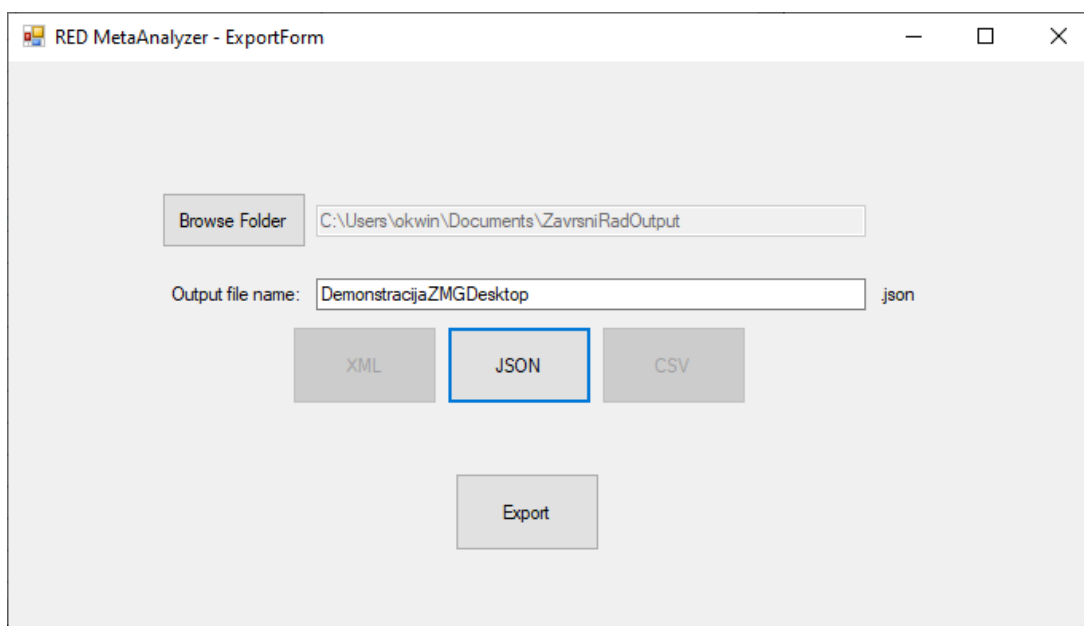 RED MetaAnalyzer - ExportForm
Browse Folder C:\Users\okwin\Documents\ZavrsniRadOutput
Output file name: DemonstracijaZMGDesktop .json
XML JSON CSV
Export